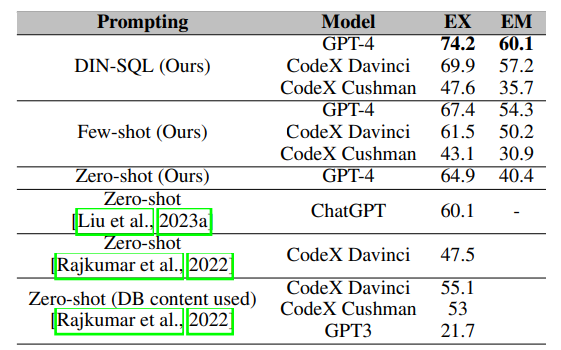 Prompting Model EX EM
DIN-SQL (Ours) GPT-4 74.2 60.1
CodeX Davinci 69.9 57.2
CodeX Cushman 47.6 35.7
Few-shot (Ours) GPT-4 67.4 54.3
CodeX Davinci 61.5 50.2
CodeX Cushman 43.1 30.9
Zero-shot (Ours) GPT-4 64.9 40.4
Zero-shot
[Liu et al., 2023a] ChatGPT 60.1 -
Zero-shot
[Rajkumar et al., 2022] CodeX Davinci 47.5
Zero-shot (DB content used)
[Rajkumar et al., 2022] CodeX Davinci 55.1
CodeX Cushman 53
GPT3 21.7